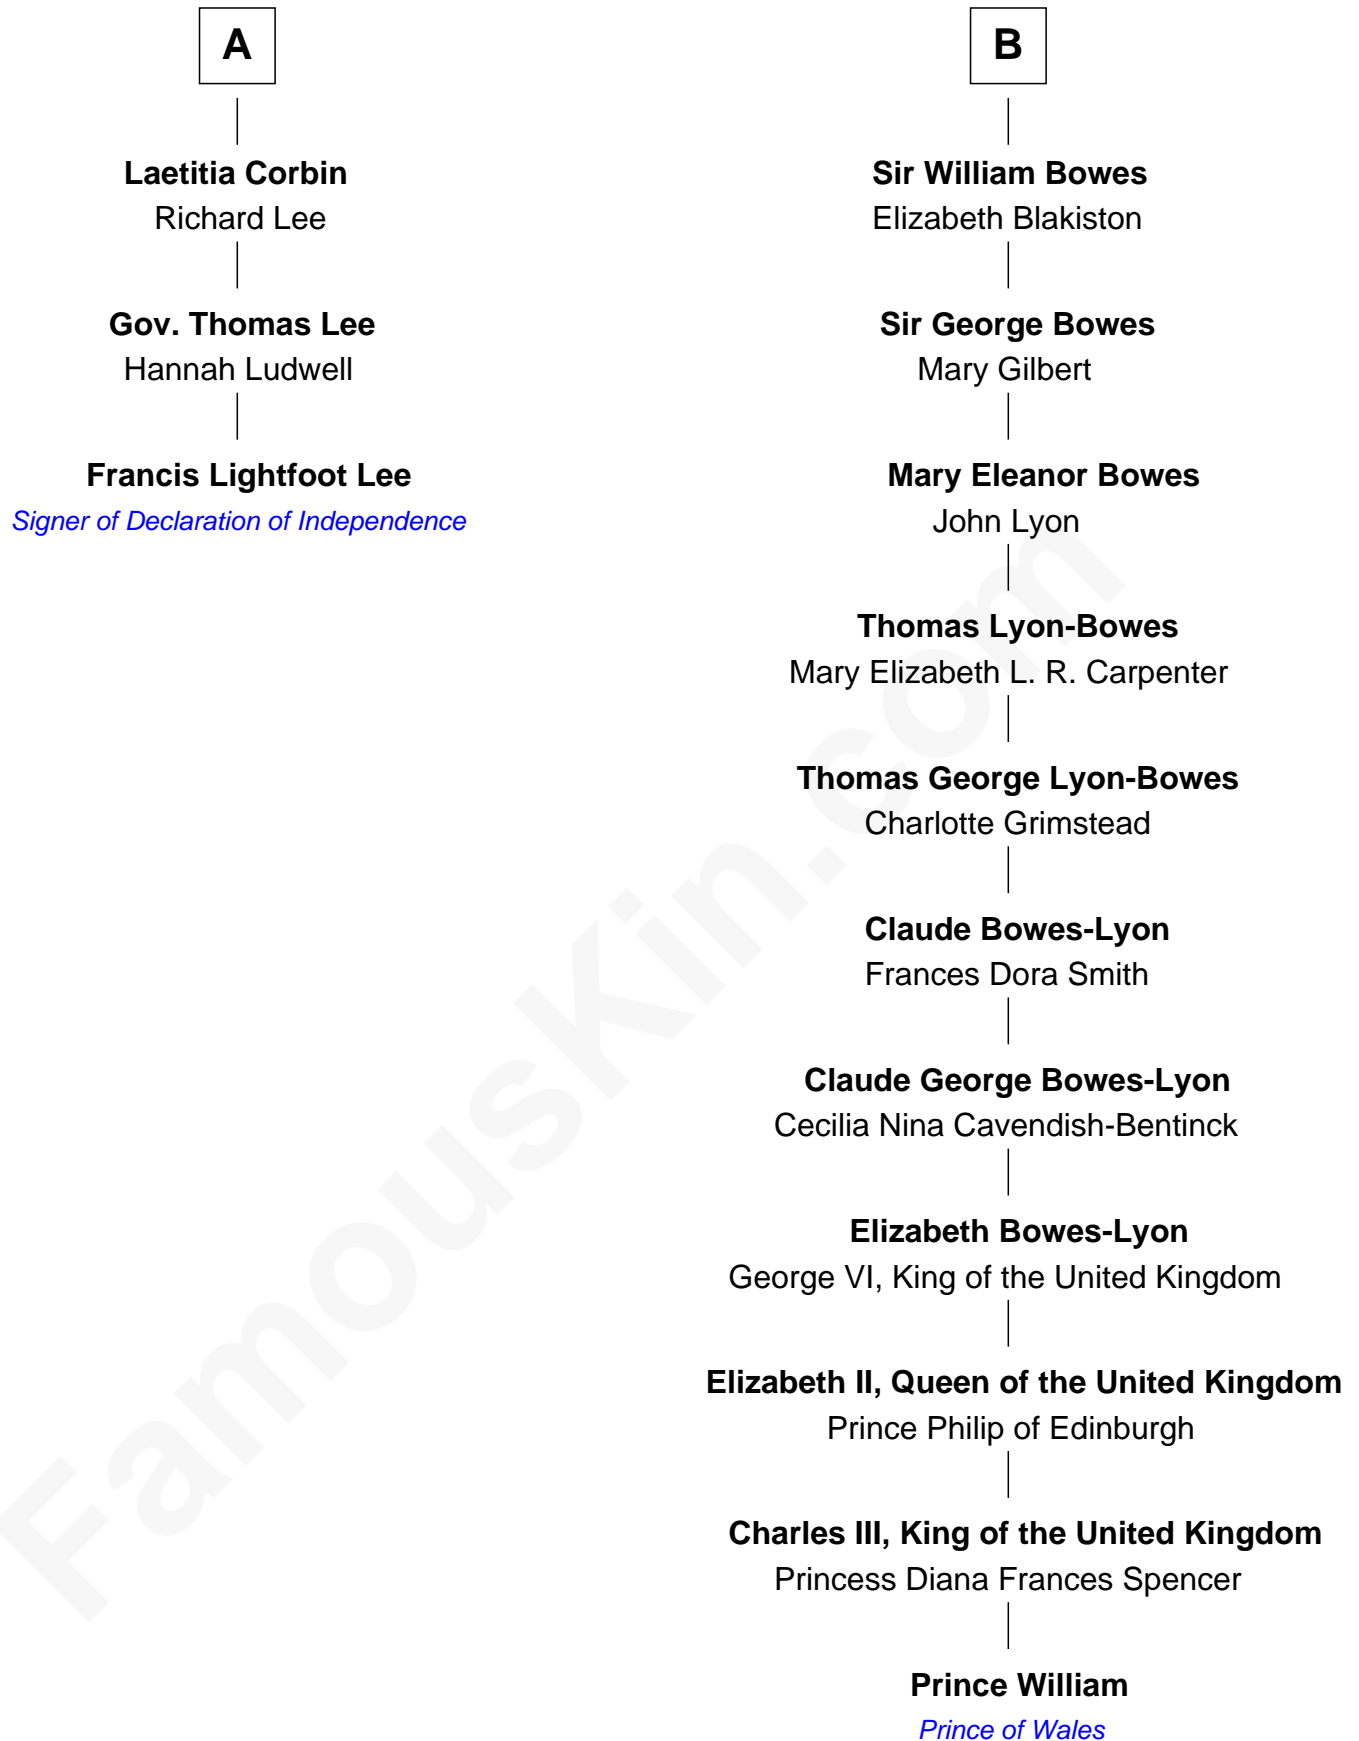 A
Laetitia Corbin
Richard Lee
Gov. Thomas Lee
Hannah Ludwell
Francis Lightfoot Lee
Signer of Declaration of Independence
B
Sir William Bowes
Elizabeth Blakiston
Sir George Bowes
Mary Gilbert
Mary Eleanor Bowes
John Lyon
Thomas Lyon-Bowes
Mary Elizabeth L. R. Carpenter
Thomas George Lyon-Bowes
Charlotte Grimstead
Claude Bowes-Lyon
Frances Dora Smith
Claude George Bowes-Lyon
Cecilia Nina Cavendish-Bentinck
Elizabeth Bowes-Lyon
George VI, King of the United Kingdom
Elizabeth II, Queen of the United Kingdom
Prince Philip of Edinburgh
Charles III, King of the United Kingdom
Princess Diana Frances Spencer
Prince William
Prince of Wales
FamousKin.com